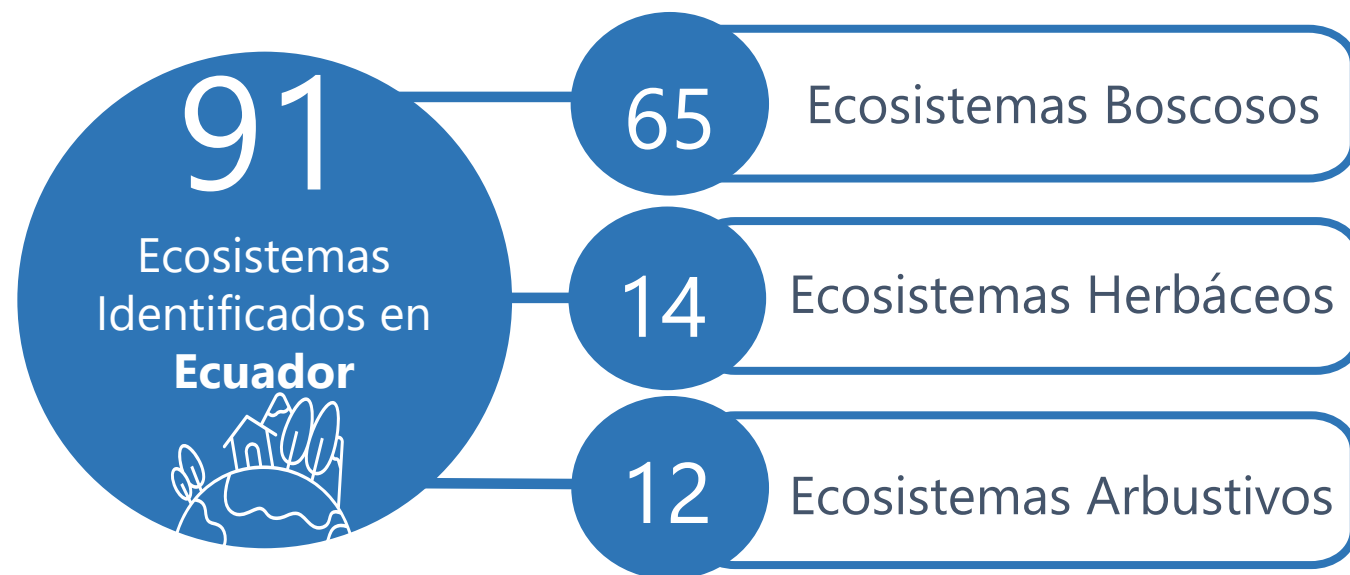 91
Ecosistemas
Identificados en
Ecuador
65
Ecosistemas Boscosos
14
Ecosistemas Herbáceos
12
Ecosistemas Arbustivos